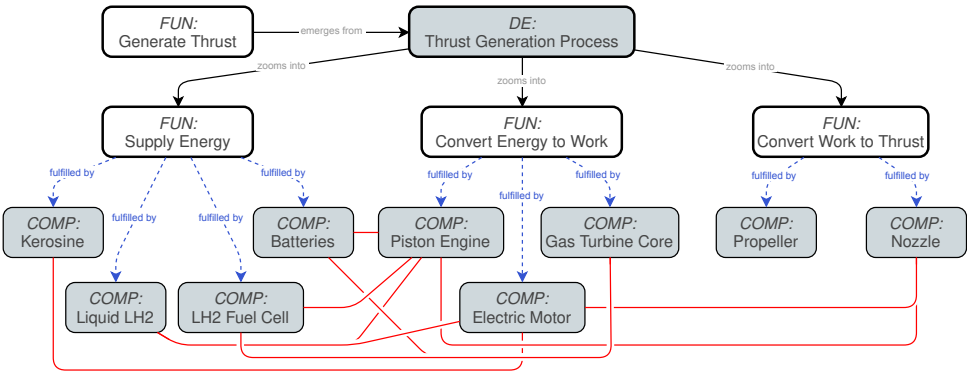 FUN:
Generate Thrust
emerges from
DE:
Thrust Generation Process
zooms into
zooms into
zooms into
FUN:
Supply Energy
FUN:
Convert Energy to Work
FUN:
Convert Work to Thrust
fulfilled by
fulfilled by
fulfilled by
fulfilled by
fulfilled by
fulfilled by
fulfilled by
fulfilled by
fulfilled by
COMP:
Kerosine
COMP:
Batteries
COMP:
Piston Engine
COMP:
Gas Turbine Core
COMP:
Propeller
COMP:
Nozzle
COMP:
Liquid LH2
COMP:
LH2 Fuel Cell
COMP:
Electric Motor